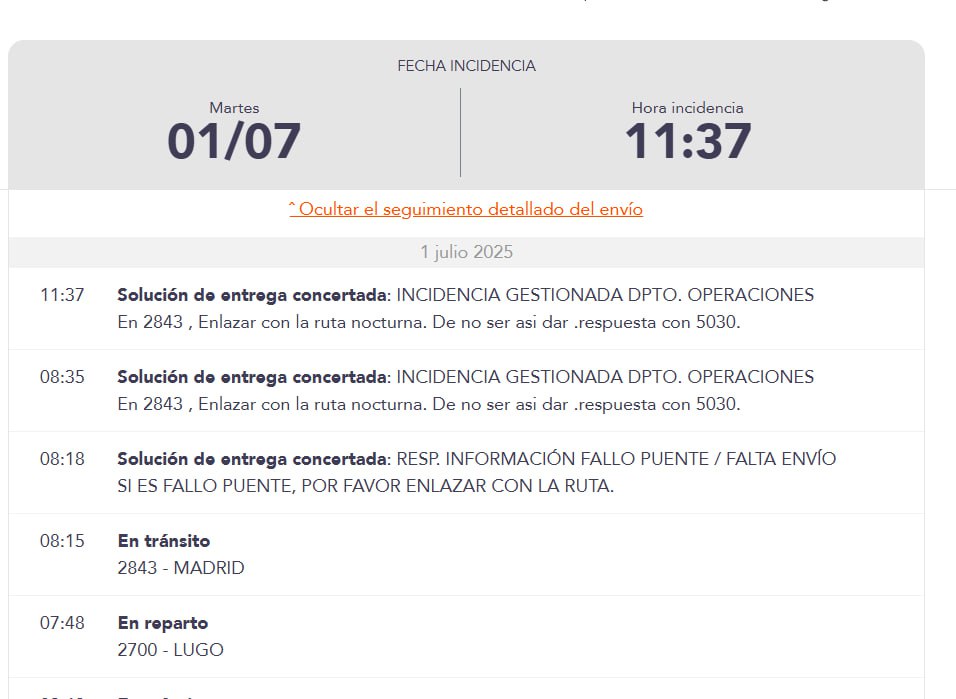 FECHA INCIDENCIA
Martes
01/07
Hora incidencia
11:37
ˆ Ocultar el seguimiento detallado del envío
1 julio 2025
11:37 Solución de entrega concertada: INCIDENCIA GESTIONADA DPTO. OPERACIONES
En 2843 , Enlazar con la ruta nocturna. De no ser asi dar .respuesta con 5030.
08:35 Solución de entrega concertada: INCIDENCIA GESTIONADA DPTO. OPERACIONES
En 2843 , Enlazar con la ruta nocturna. De no ser asi dar .respuesta con 5030.
08:18 Solución de entrega concertada: RESP. INFORMACIÓN FALLO PUENTE / FALTA ENVÍO
SI ES FALLO PUENTE, POR FAVOR ENLAZAR CON LA RUTA.
08:15 En tránsito
2843 - MADRID
07:48 En reparto
2700 - LUGO